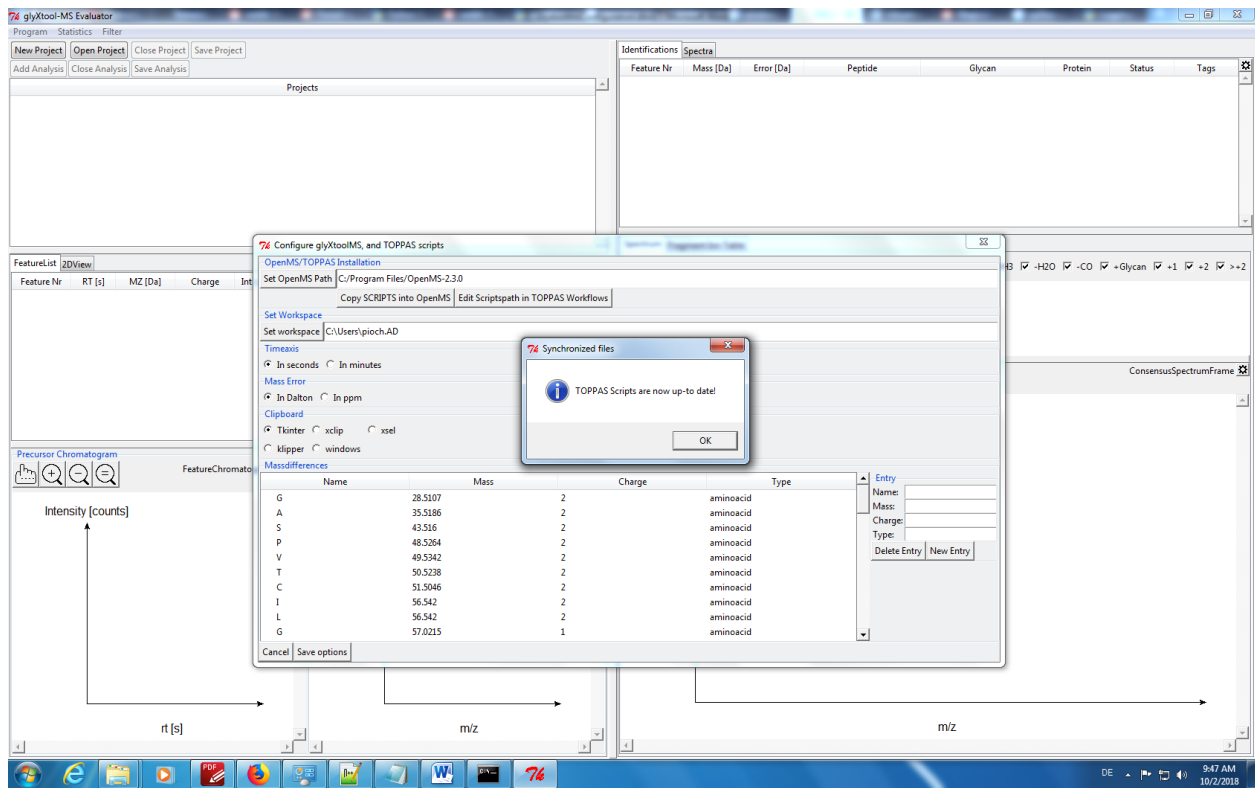 glyXtool-MS Evaluator
Program Statistics Filter
New Project Open Project Close Project Save Project
Add Analysis Close Analysis Save Analysis
Projects
Identifications Spectra
Feature Nr Mass [Da] Error [Da] Peptide Glycan Protein Status Tags
FeatureList 2DView
Feature Nr RT [s] MZ [Da] Charge Int
-H2O -CO +Glycan +1 +2 >+2
ConsensusSpectrumFrame
Configure glyXtoolMS, and TOPPAS scripts
OpenMS/TOPPAS Installation
Set OpenMS Path C:/Program Files/OpenMS-2.3.0
Copy SCRIPTS into OpenMS Edit Scriptspath in TOPPAS Workflows
Set Workspace
Set workspace C:\Users\pioch.AD
Timeaxis
In seconds In minutes
Mass Error
In Dalton In ppm
Clipboard
Tkinter xclip xsel
klipper windows
Massdifferences
Name Mass Charge Type
G 28.5107 2 aminoacid
A 35.5186 2 aminoacid
S 43.516 2 aminoacid
P 48.5264 2 aminoacid
V 49.5342 2 aminoacid
T 50.5238 2 aminoacid
C 51.5046 2 aminoacid
I 56.542 2 aminoacid
L 56.542 2 aminoacid
G 57.0215 1 aminoacid
Entry
Name:
Mass:
Charge:
Type:
Delete Entry New Entry
Cancel Save options
Synchronized files
TOPPAS Scripts are now up-to date!
OK
Precursor Chromatogram
FeatureChromato
Intensity [counts]
rt [s]
m/z
m/z
DE
9:47 AM
10/2/2018